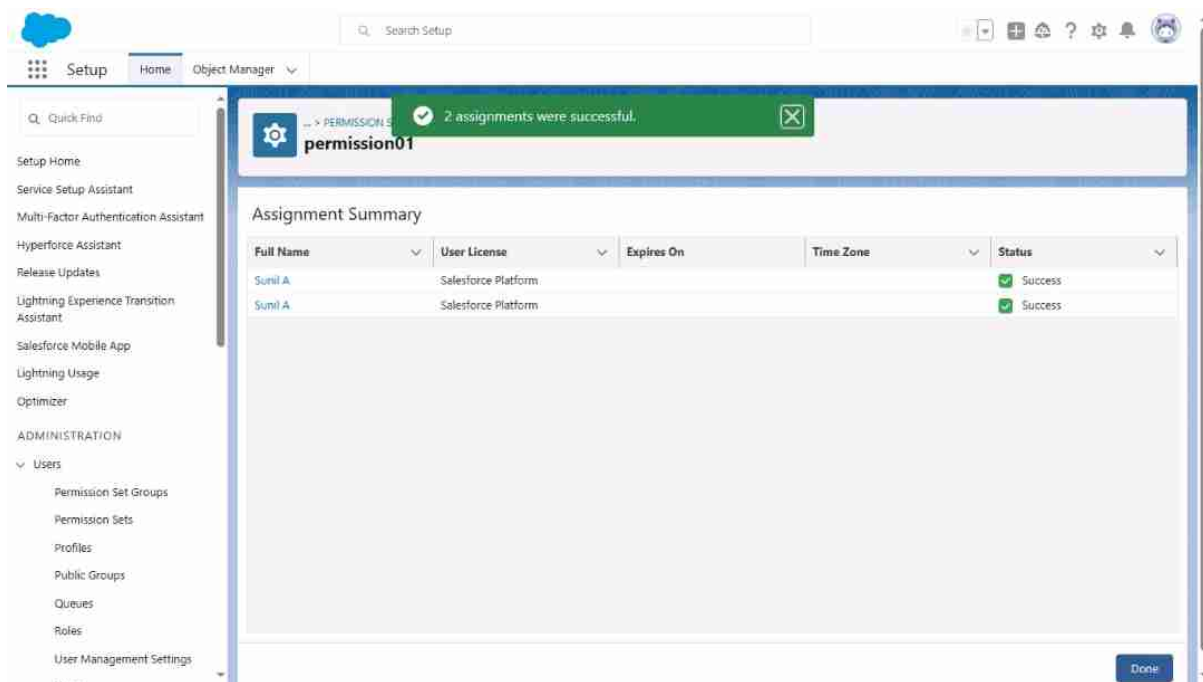 Search Setup
Setup Home Object Manager
Quick Find
Setup Home
Service Setup Assistant
Multi-Factor Authentication Assistant
Hyperforce Assistant
Release Updates
Lightning Experience Transition
Assistant
Salesforce Mobile App
Lightning Usage
Optimizer
ADMINISTRATION
Users
Permission Set Groups
Permission Sets
Profiles
Public Groups
Queues
Roles
User Management Settings
... > PERMISSION S
permission01
2 assignments were successful.
Assignment Summary
Full Name User License Expires On Time Zone Status
Sunil A Salesforce Platform Success
Sunil A Salesforce Platform Success
Done